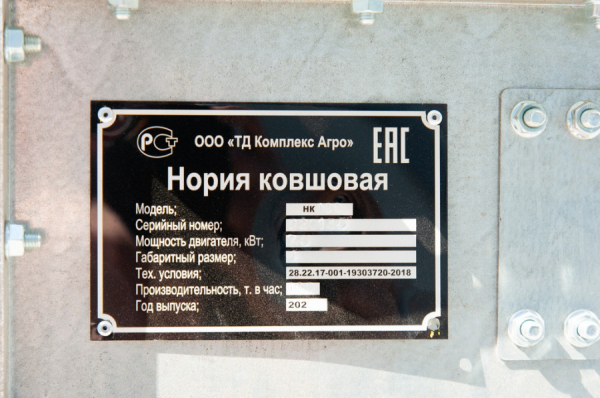 РСТ ООО «ТД Комплекс Агро» ЕАС
Нория ковшовая
Модель; НК
Серийный номер;
Мощность двигателя, кВт;
Габаритный размер;
Тех. условия; 28.22.17-001-19303720-2018
Производительность, т. в час;
Год выпуска; 202